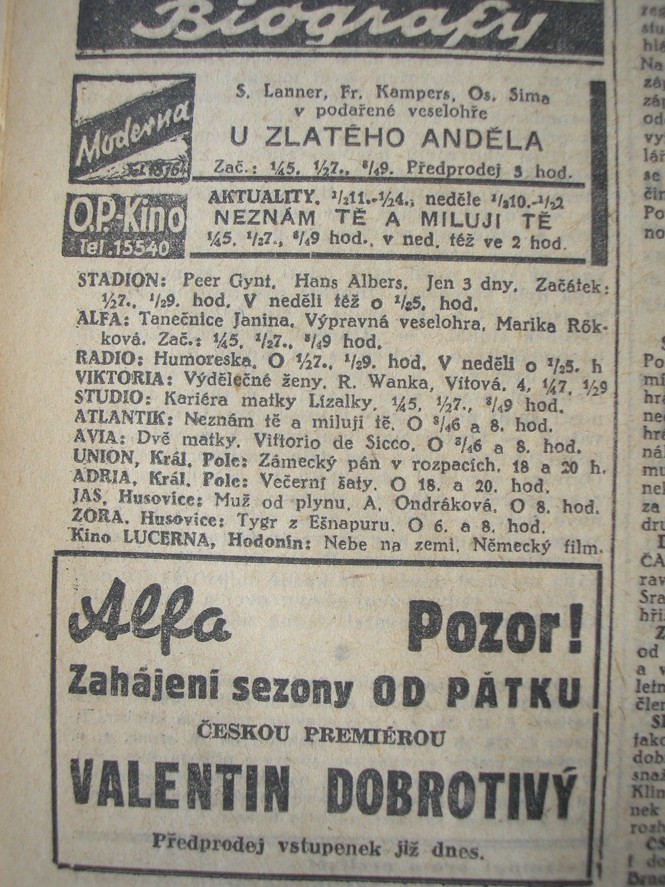 Biografy
Moderna
Tel.
S. Lanner, Fr. Kampers, Os. Sima
v podařené veselohře
U ZLATÉHO ANDĚLA
Zač.: ¼5, ½7., ¾9. Předprodej 3 hod.
O.P.-Kino
Tel. 15540
AKTUALITY. ½11.-¼4., neděle ½10.-½2
NEZNÁM TĚ A MILUJI TĚ
¼5, ½7., ¾9 hod., v ned. též ve 2 hod.
STADION: Peer Gynt, Hans Albers. Jen 3 dny. Začátek:
½7., ½9. hod. V neděli též o ½5. hod.
ALFA: Tanečnice Janina. Výpravná veselohra, Marika Rök-
ková. Zač.: ¼5, ½7., ¾9 hod.
RADIO: Humoreska. O ½7., ½9. hod. V neděli o ½5. h
VIKTORIA: Výdělečné ženy. R. Wanka, Vítová. 4, ¼7, ½9
STUDIO: Kariéra matky Lízalky. ¼5, ½7., ¾9 hod.
ATLANTIK: Neznám tě a miluji tě. O ¾6 a 8. hod.
AVIA: Dvě matky. Vittorio de Sicco. O ¾6 a 8. hod.
UNION, Král. Pole: Zámecký pán v rozpacích. 18 a 20 h.
ADRIA, Král. Pole: Večerní šaty. O 18. a 20. hod.
JAS, Husovice: Muž od plynu. A. Ondráková. O 8. hod.
ZORA. Husovice: Tygr z Ešnapuru. O 6. a 8. hod.
Kino LUCERNA, Hodonín: Nebe na zemi. Německý film.
Alfa Pozor!
Zahájení sezony OD PÁTKU
ČESKOU PREMIÉROU
VALENTIN DOBROTIVÝ
Předprodej vstupenek již dnes.